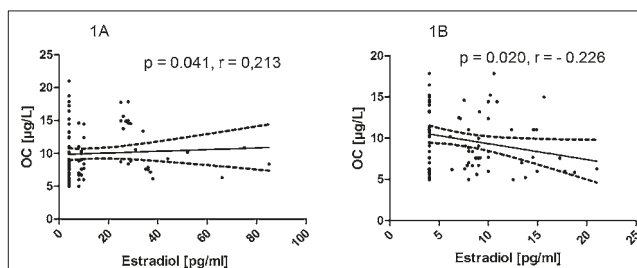 1A
p = 0.041, r = 0,213
OC [µg/L]
25
20
15
10
5
0
0 20 40 60 80 100
Estradiol [pg/ml]
1B
p = 0.020, r = - 0.226
OC [µg/L]
20
15
10
5
0
0 5 10 15 20 25
Estradiol [pg/ml]